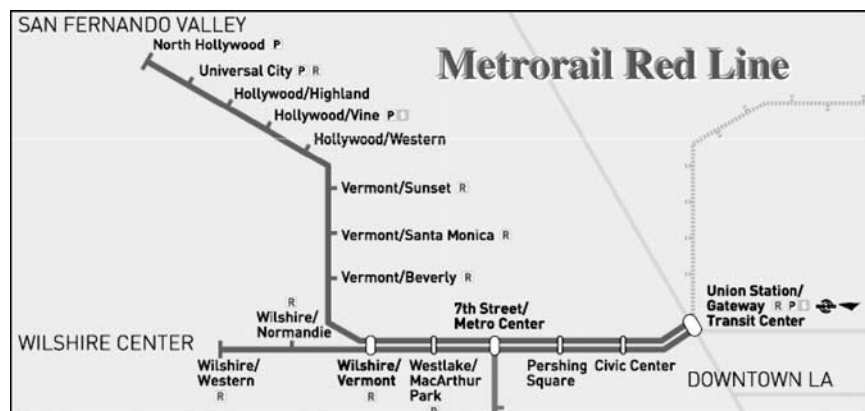 SAN FERNANDO VALLEY
North Hollywood P
Metrorail Red Line
Universal City P R
Hollywood/Highland
Hollywood/Vine P
Hollywood/Western
Vermont/Sunset R
Vermont/Santa Monica R
Vermont/Beverly R
Union Station/
Gateway R P
Transit Center
R
Wilshire/
Normandie
7th Street/
Metro Center
WILSHIRE CENTER
Wilshire/
Western
R
Wilshire/
Vermont
R
Westlake/
MacArthur
Park
Pershing
Square
Civic Center
DOWNTOWN LA